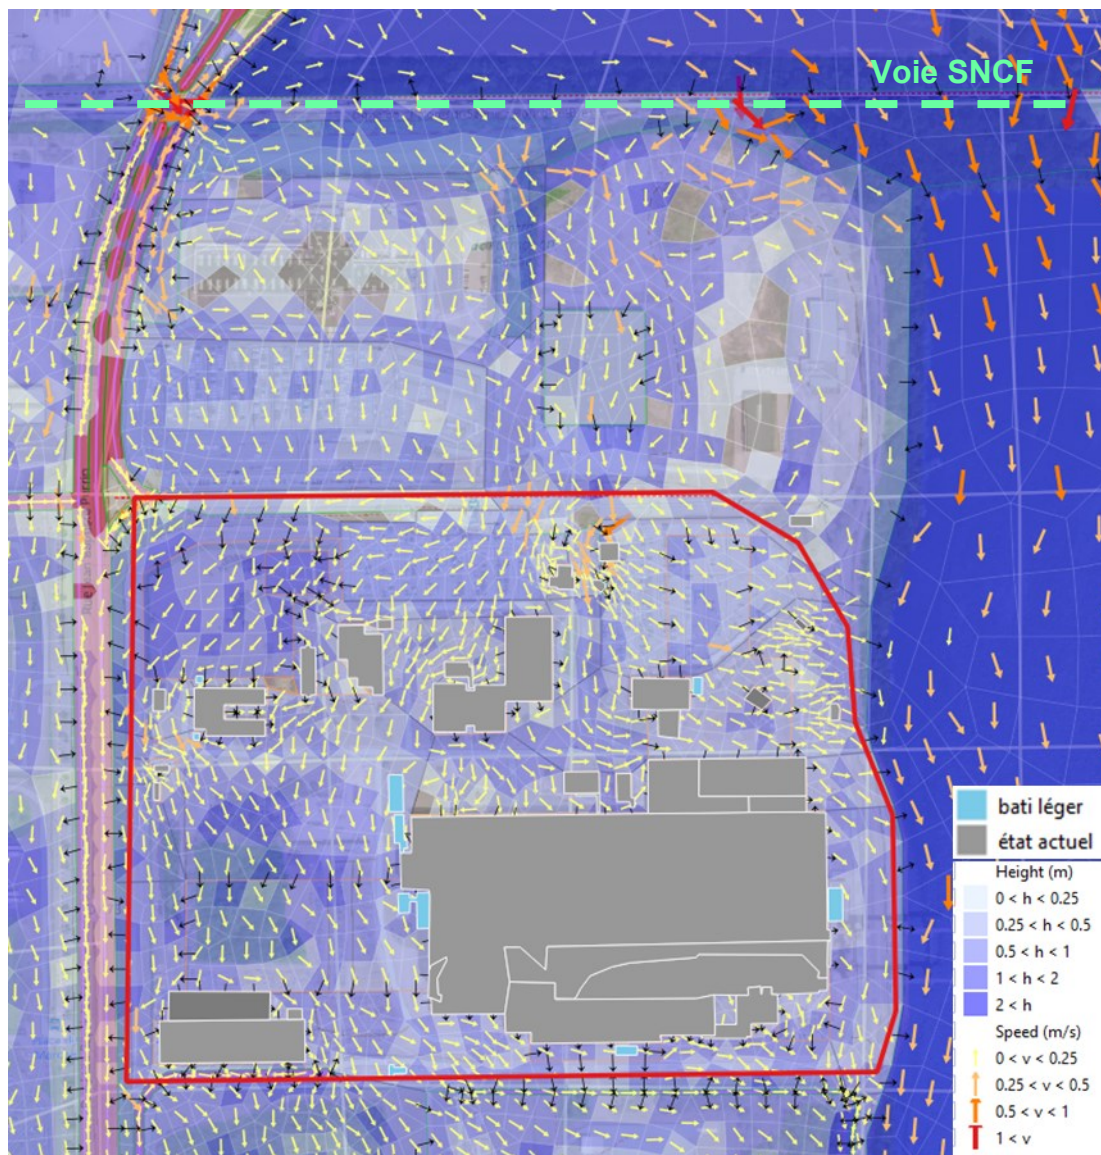 Voie SNCF
bati léger
état actuel
Height (m)
0 < h < 0.25
0.25 < h < 0.5
0.5 < h < 1
1 < h < 2
2 < h
Speed (m/s)
0 < v < 0.25
0.25 < v < 0.5
0.5 < v < 1
1 < v